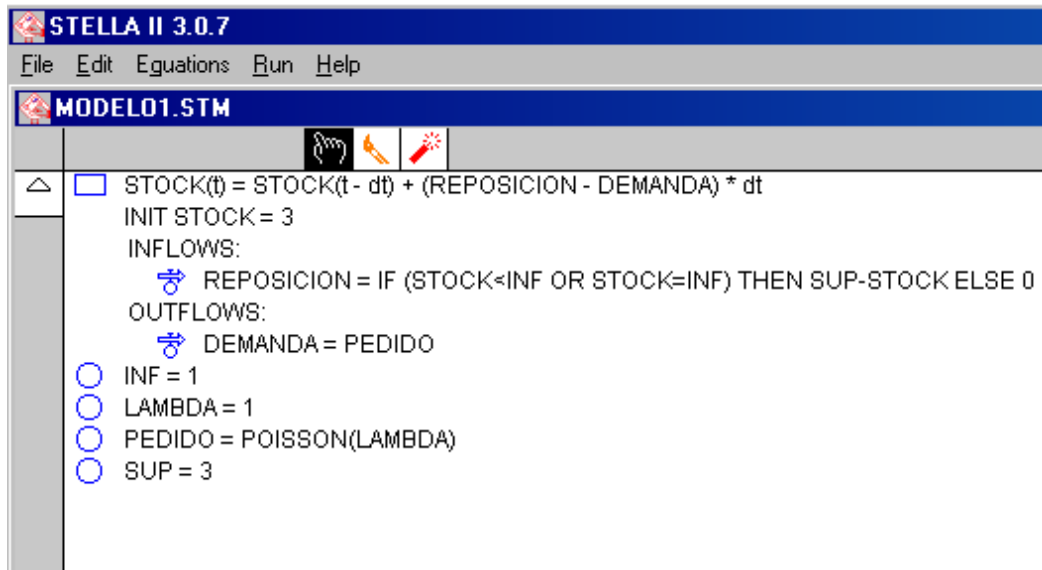 STELLA II 3.0.7
File Edit Equations Run Help
MODELO1.STM
STOCK(t) = STOCK(t - dt) + (REPOSICION - DEMANDA) * dt
INIT STOCK = 3
INFLOWS:
REPOSICION = IF (STOCK<INF OR STOCK=INF) THEN SUP-STOCK ELSE 0
OUTFLOWS:
DEMANDA = PEDIDO
INF = 1
LAMBDA = 1
PEDIDO = POISSON(LAMBDA)
SUP = 3